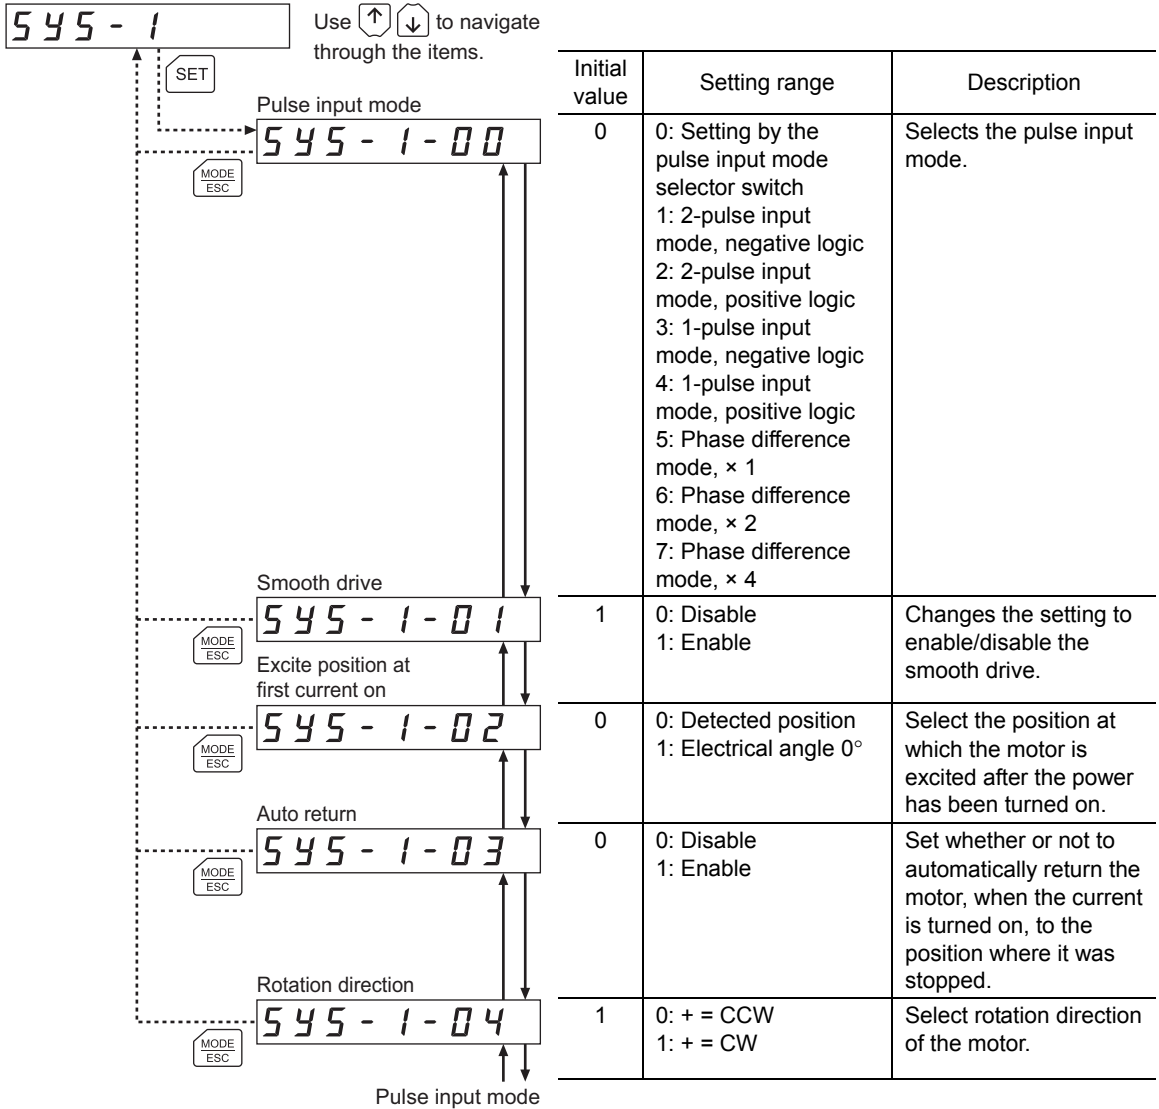 SYS-1
Use ↑ ↓ to navigate
through the items.
SET
Pulse input mode
SYS-1-00
MODE
ESC
Smooth drive
SYS-1-01
MODE
ESC
Excite position at
first current on
SYS-1-02
MODE
ESC
Auto return
SYS-1-03
MODE
ESC
Rotation direction
SYS-1-04
MODE
ESC
Pulse input mode
Initial
value
Setting range
Description
0
0: Setting by the
pulse input mode
selector switch
1: 2-pulse input
mode, negative logic
2: 2-pulse input
mode, positive logic
3: 1-pulse input
mode, negative logic
4: 1-pulse input
mode, positive logic
5: Phase difference
mode, × 1
6: Phase difference
mode, × 2
7: Phase difference
mode, × 4
Selects the pulse input
mode.
1
0: Disable
1: Enable
Changes the setting to
enable/disable the
smooth drive.
0
0: Detected position
1: Electrical angle 0°
Select the position at
which the motor is
excited after the power
has been turned on.
0
0: Disable
1: Enable
Set whether or not to
automatically return the
motor, when the current
is turned on, to the
position where it was
stopped.
1
0: + = CCW
1: + = CW
Select rotation direction
of the motor.